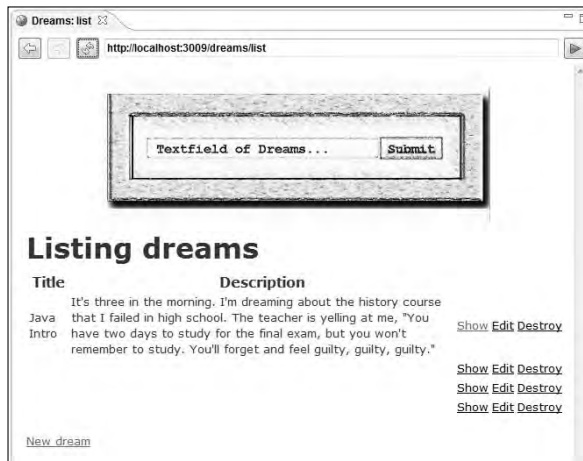 Dreams: list
http://localhost:3009/dreams/list
Textfield of Dreams... Submit
Listing dreams
Title Description
It's three in the morning. I'm dreaming about the history course
that I failed in high school. The teacher is yelling at me, "You
have two days to study for the final exam, but you won't
remember to study. You'll forget and feel guilty, guilty, guilty."
Java
Intro
Show Edit Destroy
Show Edit Destroy
Show Edit Destroy
Show Edit Destroy
New dream